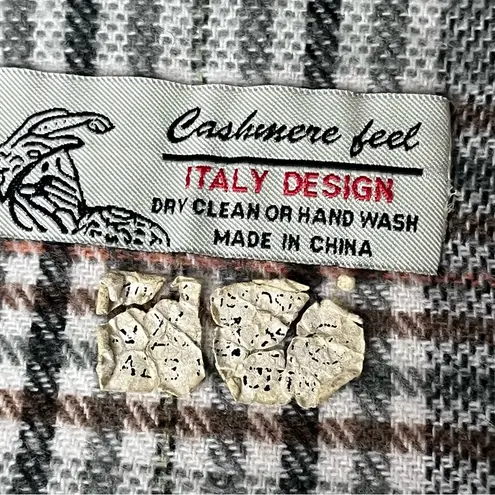 Cashmere feel
ITALY DESIGN
DRY CLEAN OR HAND WASH
MADE IN CHINA